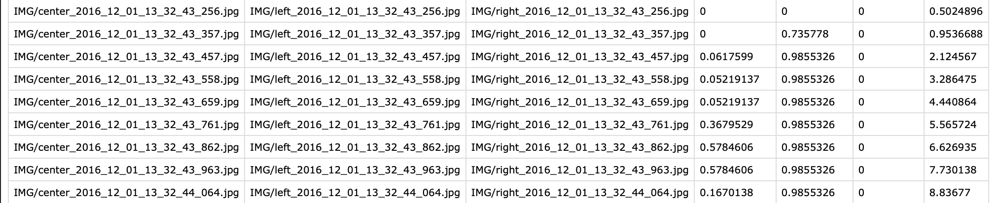 IMG/center_2016_12_01_13_32_43_256.jpg IMG/left_2016_12_01_13_32_43_256.jpg IMG/right_2016_12_01_13_32_43_256.jpg 0 0 0 0.5024896
IMG/center_2016_12_01_13_32_43_357.jpg IMG/left_2016_12_01_13_32_43_357.jpg IMG/right_2016_12_01_13_32_43_357.jpg 0 0.735778 0 0.9536688
IMG/center_2016_12_01_13_32_43_457.jpg IMG/left_2016_12_01_13_32_43_457.jpg IMG/right_2016_12_01_13_32_43_457.jpg 0.0617599 0.9855326 0 2.124567
IMG/center_2016_12_01_13_32_43_558.jpg IMG/left_2016_12_01_13_32_43_558.jpg IMG/right_2016_12_01_13_32_43_558.jpg 0.05219137 0.9855326 0 3.286475
IMG/center_2016_12_01_13_32_43_659.jpg IMG/left_2016_12_01_13_32_43_659.jpg IMG/right_2016_12_01_13_32_43_659.jpg 0.05219137 0.9855326 0 4.440864
IMG/center_2016_12_01_13_32_43_761.jpg IMG/left_2016_12_01_13_32_43_761.jpg IMG/right_2016_12_01_13_32_43_761.jpg 0.3679529 0.9855326 0 5.565724
IMG/center_2016_12_01_13_32_43_862.jpg IMG/left_2016_12_01_13_32_43_862.jpg IMG/right_2016_12_01_13_32_43_862.jpg 0.5784606 0.9855326 0 6.626935
IMG/center_2016_12_01_13_32_43_963.jpg IMG/left_2016_12_01_13_32_43_963.jpg IMG/right_2016_12_01_13_32_43_963.jpg 0.5784606 0.9855326 0 7.730138
IMG/center_2016_12_01_13_32_44_064.jpg IMG/left_2016_12_01_13_32_44_064.jpg IMG/right_2016_12_01_13_32_44_064.jpg 0.1670138 0.9855326 0 8.83677